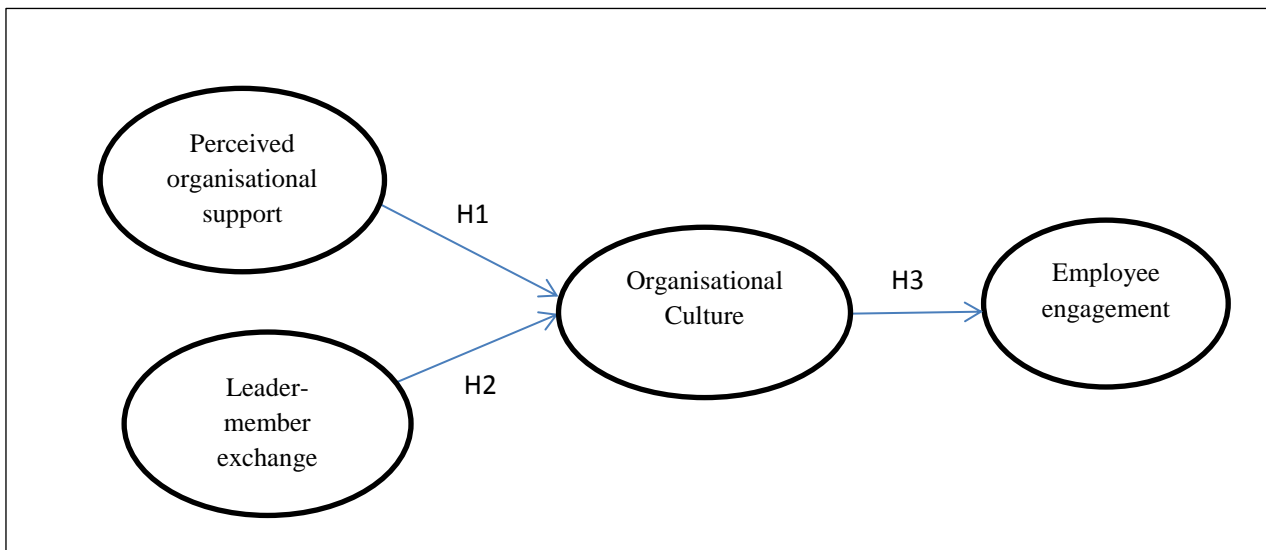 Perceived
organisational
support
H1
Organisational
Culture
H3
Employee
engagement
H2
Leader-
member
exchange